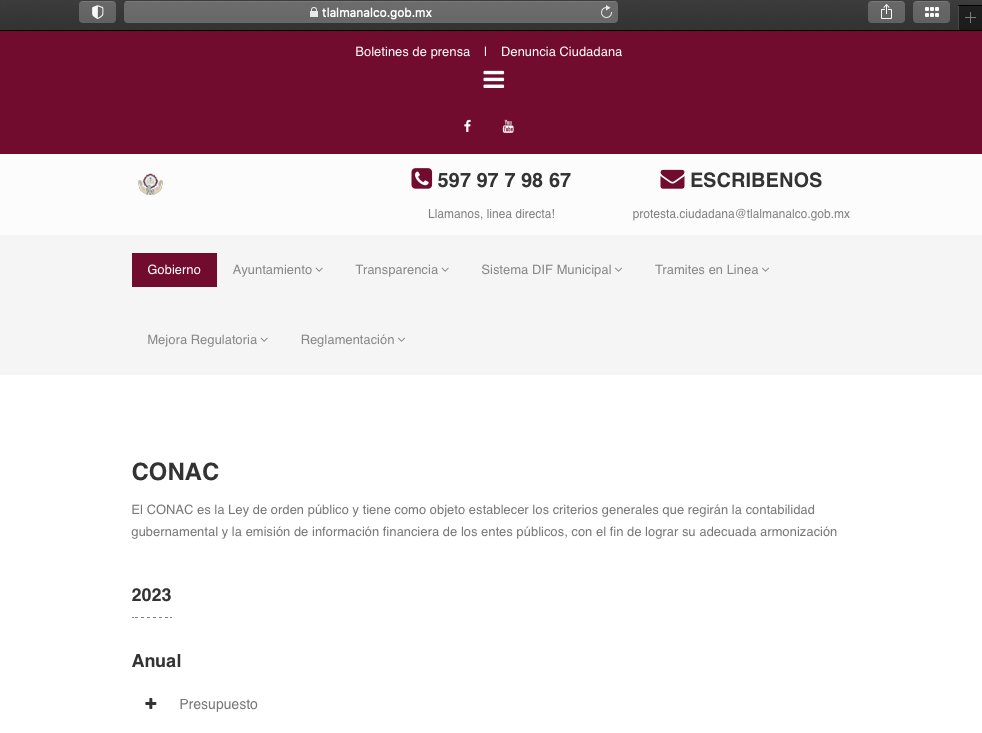 tlalmanalco.gob.mx
Boletines de prensa | Denuncia Ciudadana
597 97 7 98 67
Llamanos, linea directa!
ESCRIBENOS
protesta.ciudadana@tlalmanalco.gob.mx
Gobierno Ayuntamiento Transparencia Sistema DIF Municipal Tramites en Linea
Mejora Regulatoria Reglamentación
CONAC
El CONAC es la Ley de orden público y tiene como objeto establecer los criterios generales que regirán la contabilidad
gubernamental y la emisión de información financiera de los entes públicos, con el fin de lograr su adecuada armonización
2023
Anual
Presupuesto